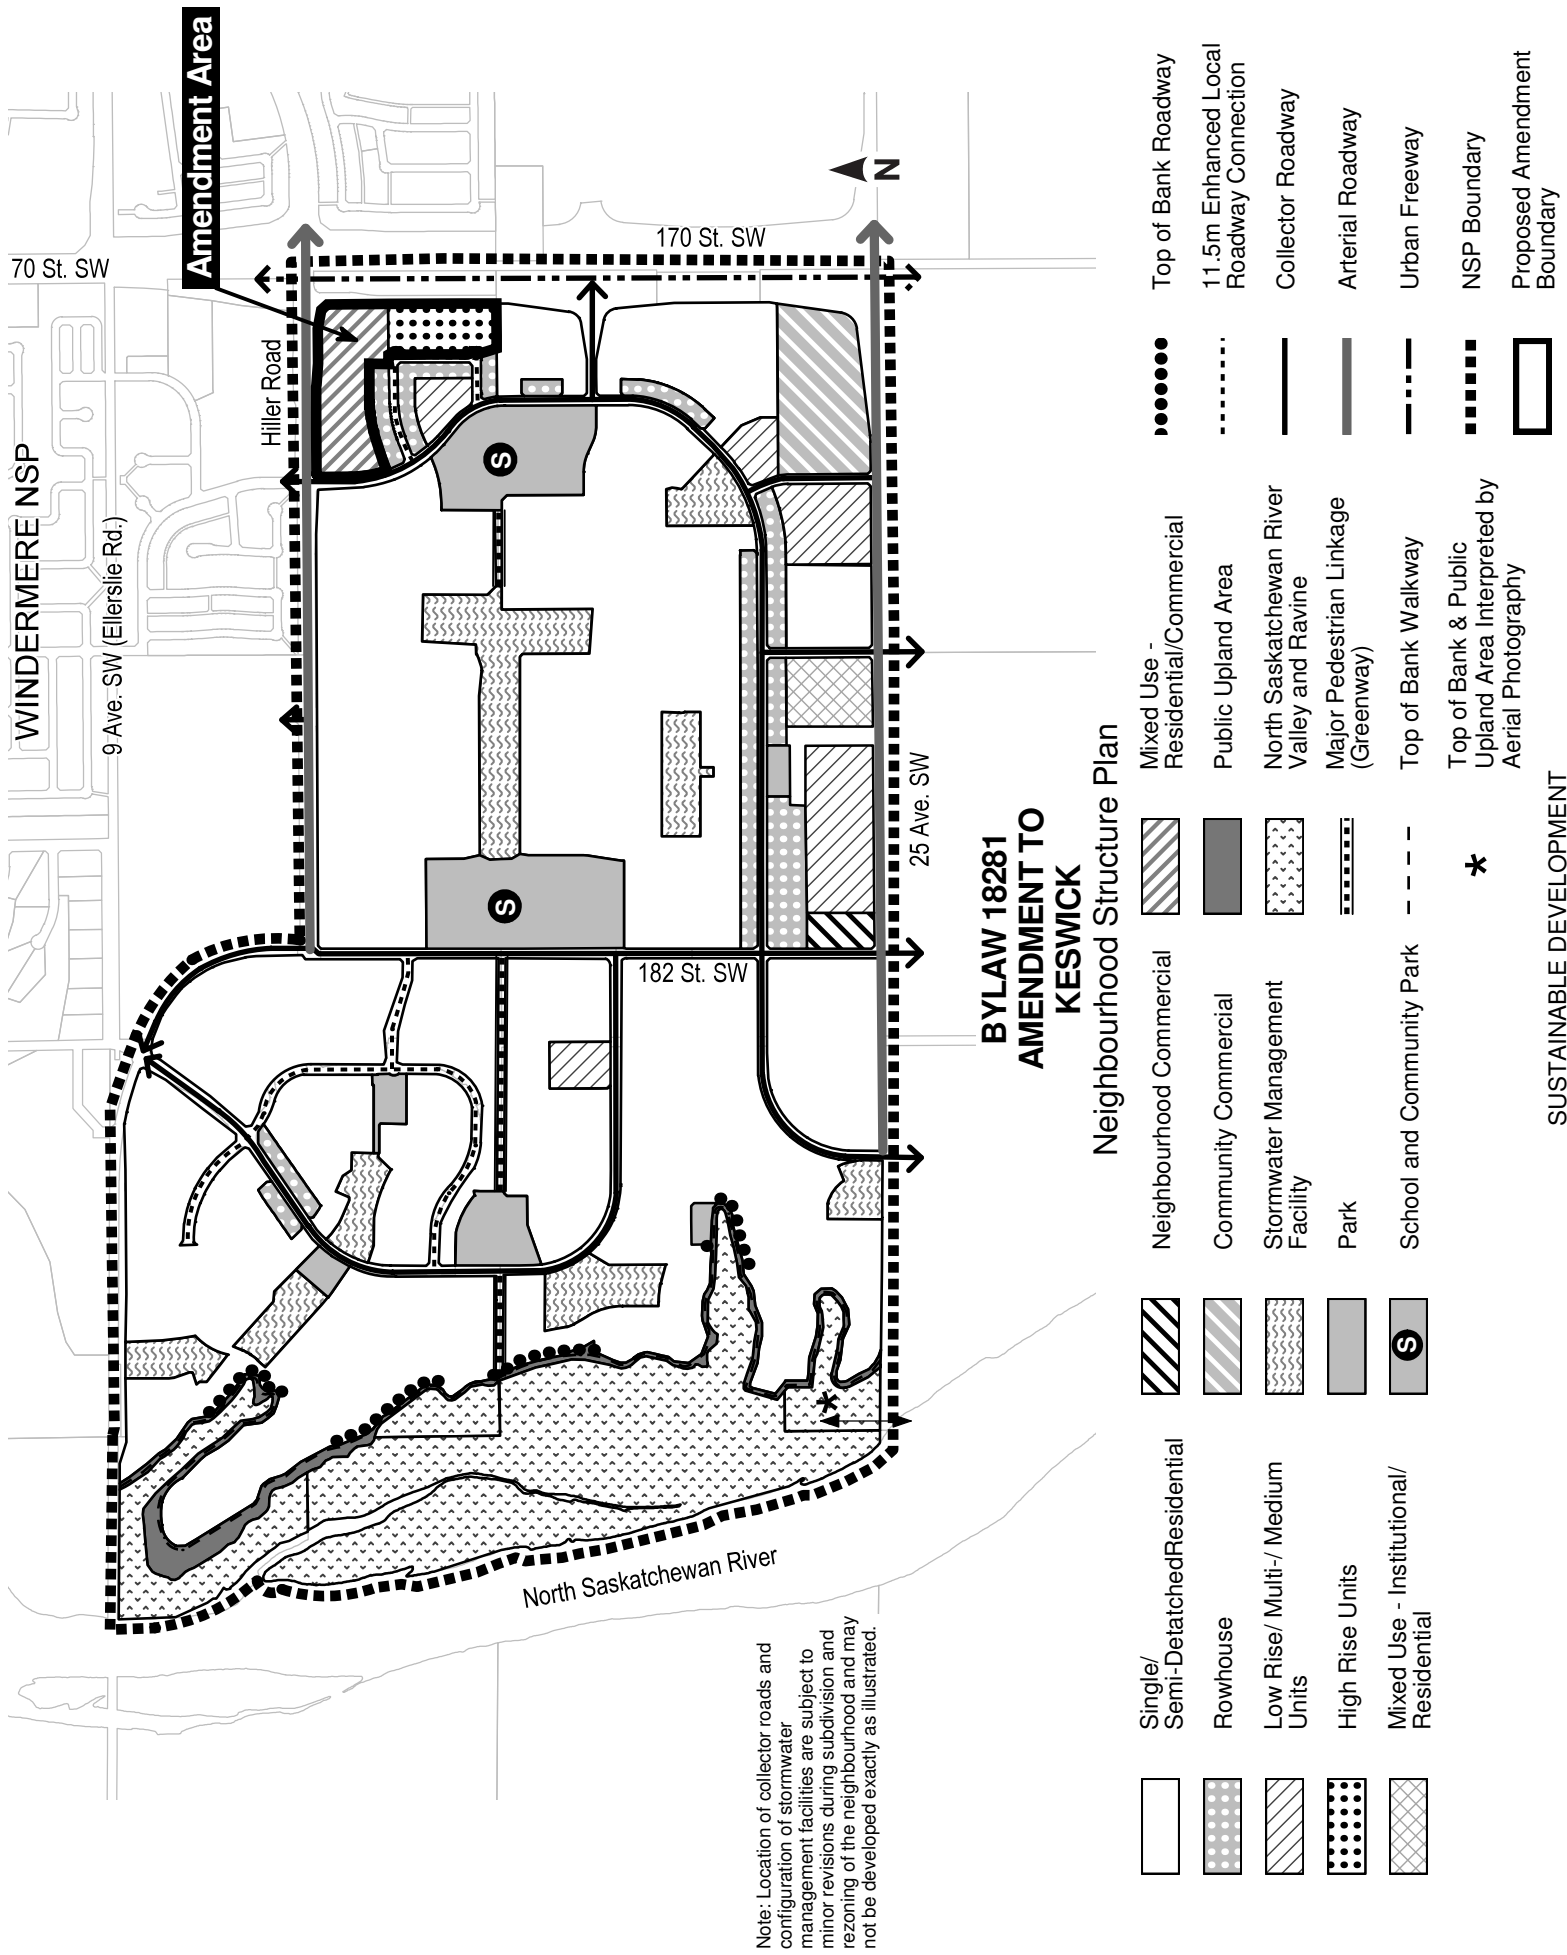 WINDERMERE NSP
9 Ave. SW (Ellerslie Rd.)
Hiller Road
70 St. SW
Amendment Area
170 St. SW
S
S
182 St. SW
25 Ave. SW
N
North Saskatchewan River
*
Note: Location of collector roads and
configuration of stormwater
management facilities are subject to
minor revisions during subdivision and
rezoning of the neighbourhood and may
not be developed exactly as illustrated.
BYLAW 18281
AMENDMENT TO
KESWICK
Neighbourhood Structure Plan
Single/
Semi-DetatchedResidential
Rowhouse
Low Rise/ Multi-/ Medium
Units
High Rise Units
Mixed Use - Institutional/
Residential
Neighbourhood Commercial
Community Commercial
Stormwater Management
Facility
Park
S
School and Community Park
Mixed Use -
Residential/Commercial
Public Upland Area
North Saskatchewan River
Valley and Ravine
Major Pedestrian Linkage
(Greenway)
Top of Bank Walkway
*
Top of Bank & Public
Upland Area Interpreted by
Aerial Photography
Top of Bank Roadway
11.5m Enhanced Local
Roadway Connection
Collector Roadway
Arterial Roadway
Urban Freeway
NSP Boundary
Proposed Amendment
Boundary
SUSTAINABLE DEVELOPMENT